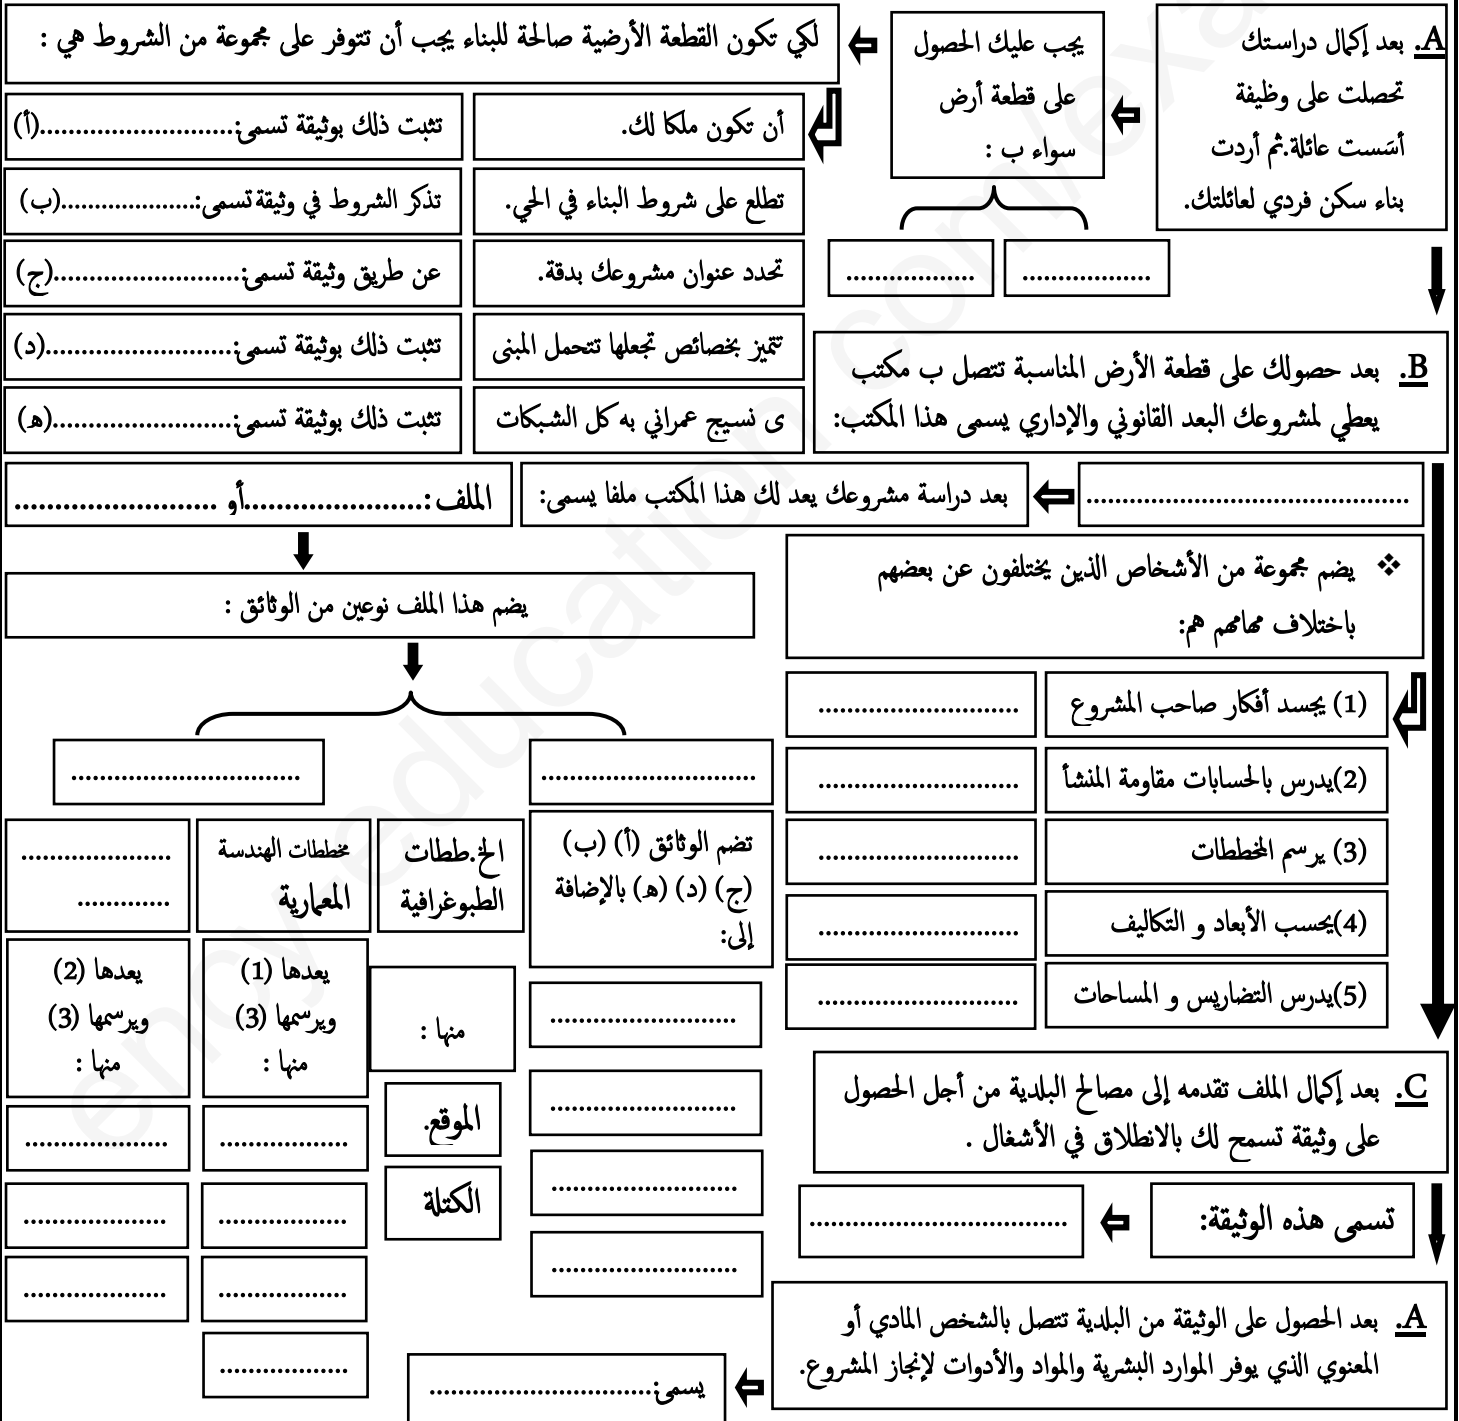 A. بعد إكمال دراستك
تحصلت على وظيفة
أسَست عائلة.ثم أردت
بناء سكن فردي لعائلتك.
يجب عليك الحصول
على قطعة أرض
سواء ب :
..................
..................
لكي تكون القطعة الأرضية صالحة للبناء يجب أن تتوفر على مجموعة من الشروط هي :
أن تكون ملكا لك.
تثبت ذلك بوثيقة تسمى:...........................(أ)
تطلع على شروط البناء في الحي.
تذكر الشروط في وثيقة تسمى:...................(ب)
تحدد عنوان مشروعك بدقة.
عن طريق وثيقة تسمى:..........................(ج)
تتميز بخصائص تجعلها تتحمل المبنى
تثبت ذلك بوثيقة تسمى:..........................(د)
ى نسيج عمراني به كل الشبكات
تثبت ذلك بوثيقة تسمى:.........................(ه)
B. بعد حصولك على قطعة الأرض المناسبة تتصل ب مكتب
يعطي لمشروعك البعد القانوني والإداري يسمى هذا المكتب:
.............................................
بعد دراسة مشروعك يعد لك هذا المكتب ملفا يسمى:
الملف :......................أو .........................
يضم هذا الملف نوعين من الوثائق :
❖ يضم مجموعة من الأشخاص الذين يختلفون عن بعضهم
باختلاف مهامهم هم:
(1) يجسد أفكار صاحب المشروع
............................
(2)يدرس بالحسابات مقاومة المنشأ
............................
(3) يرسم المخططات
............................
(4)يحسب الأبعاد و التكاليف
............................
(5)يدرس التضاريس و المساحات
............................
..............................
................................
تضم الوثائق (أ) (ب)
(ج) (د) (ه) بالإضافة
إلى:
..........................
..........................
..........................
..........................
الخ.ططات
الطبوغرافية
منها :
الموقع.
الكتلة
مخططات الهندسة
المعمارية
يعدها (1)
ويرسمها (3)
منها :
..................
..................
..................
..................
.....................
.............
يعدها (2)
ويرسمها (3)
منها :
....................
....................
....................
C. بعد إكمال الملف تقدمه إلى مصالح البلدية من أجل الحصول
على وثيقة تسمح لك بالانطلاق في الأشغال .
تسمى هذه الوثيقة:
....................................
A. بعد الحصول على الوثيقة من البلدية تتصل بالشخص المادي أو
المعنوي الذي يوفر الموارد البشرية والمواد والأدوات لإنجاز المشروع.
يسمى:...............................
ency-education.com/exa